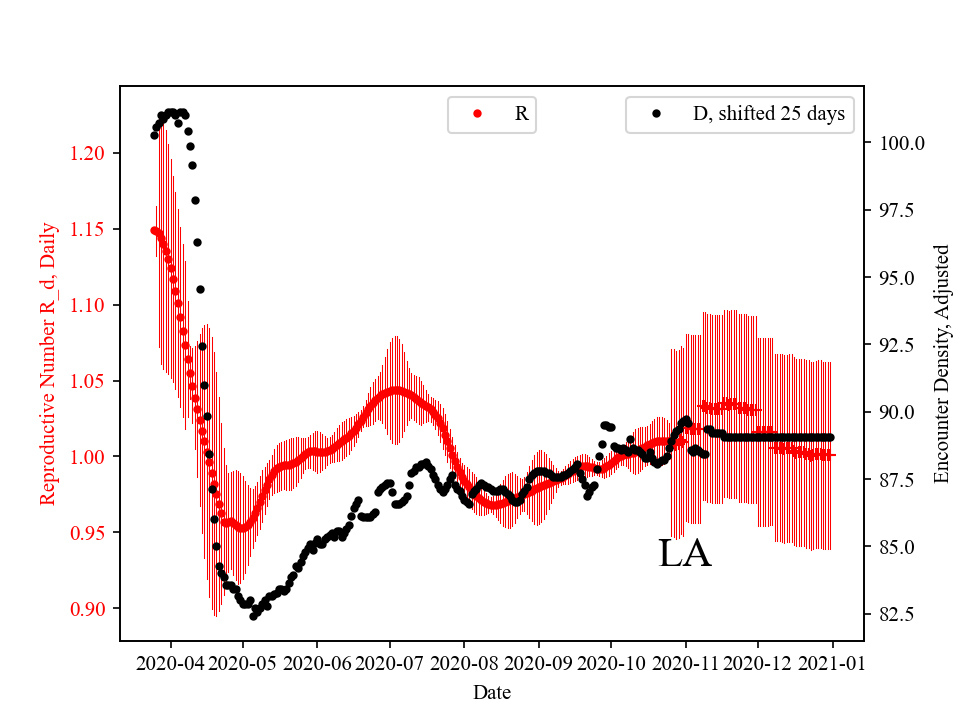 R
D, shifted 25 days
Reproductive Number R_d, Daily
1.20
1.15
1.10
1.05
1.00
0.95
0.90
100.0
97.5
95.0
92.5
90.0
87.5
85.0
82.5
Encounter Density, Adjusted
LA
2020-04 2020-05 2020-06 2020-07 2020-08 2020-09 2020-10 2020-11 2020-12 2021-01
Date